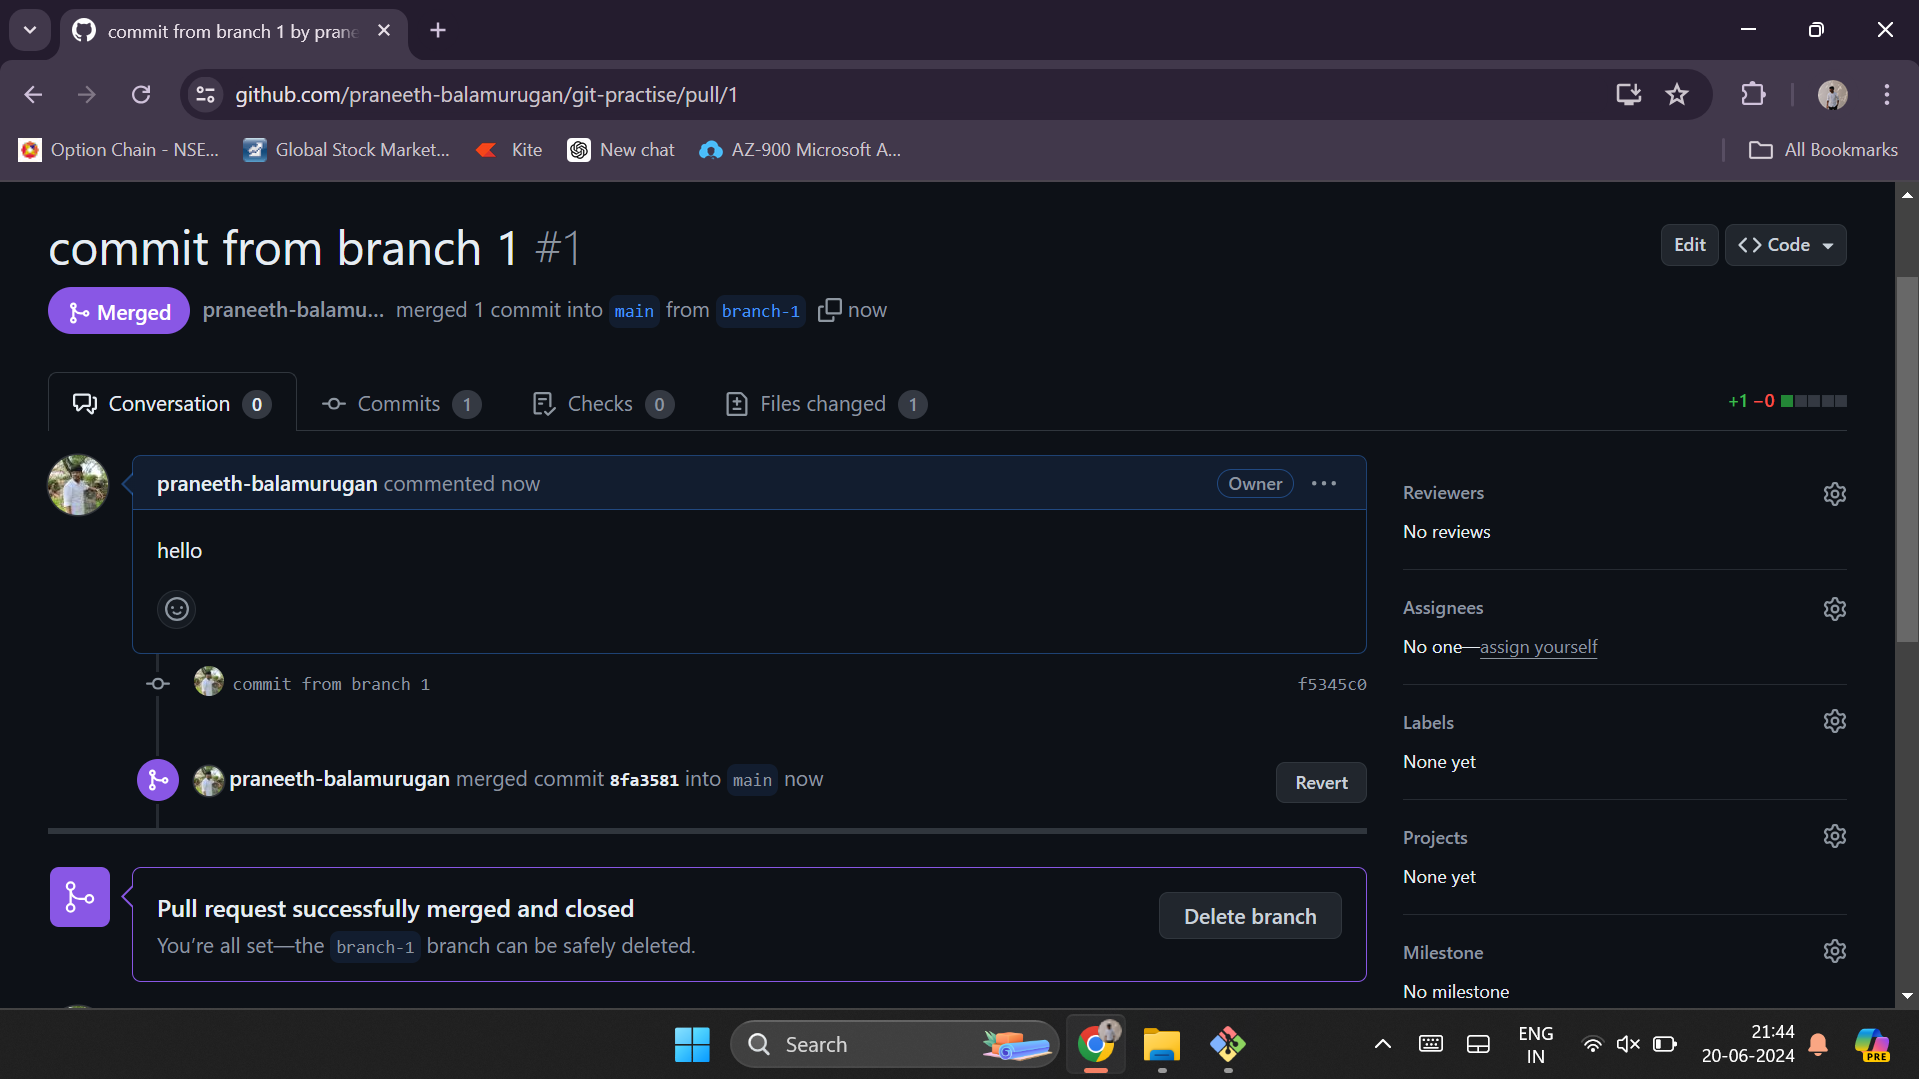 commit from branch 1 by prane
github.com/praneeth-balamurugan/git-practise/pull/1
Option Chain - NSE...
Global Stock Market...
Kite
New chat
AZ-900 Microsoft A...
All Bookmarks
commit from branch 1 #1
Edit
Code
Merged
praneeth-balamu... merged 1 commit into main from branch-1 now
Conversation 0
Commits 1
Checks 0
Files changed 1
+1 −0
praneeth-balamurugan commented now
Owner
hello
commit from branch 1
f5345c0
praneeth-balamurugan merged commit 8fa3581 into main now
Revert
Pull request successfully merged and closed
You're all set—the branch-1 branch can be safely deleted.
Delete branch
Reviewers
No reviews
Assignees
No one—assign yourself
Labels
None yet
Projects
None yet
Milestone
No milestone
Search
ENG
IN
21:44
20-06-2024
PRE